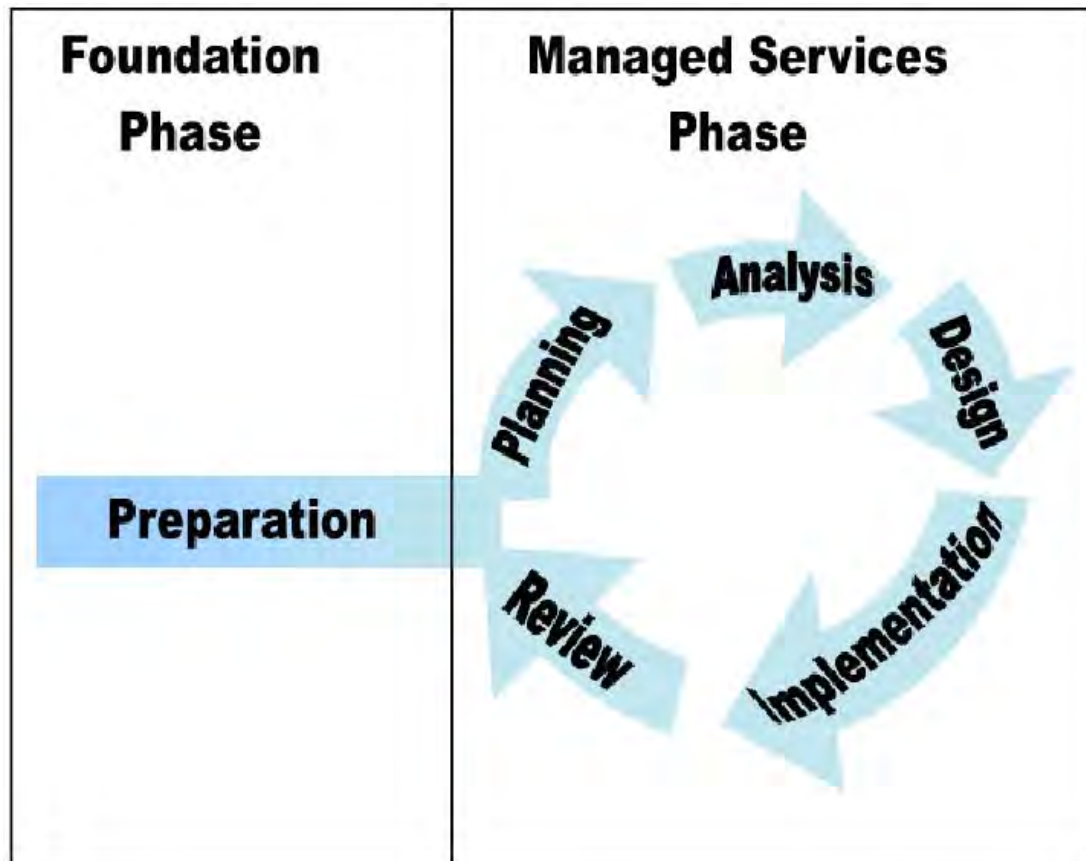 Foundation
Phase
Managed Services
Phase
Preparation
Planning
Analysis
Design
Implementation
Review